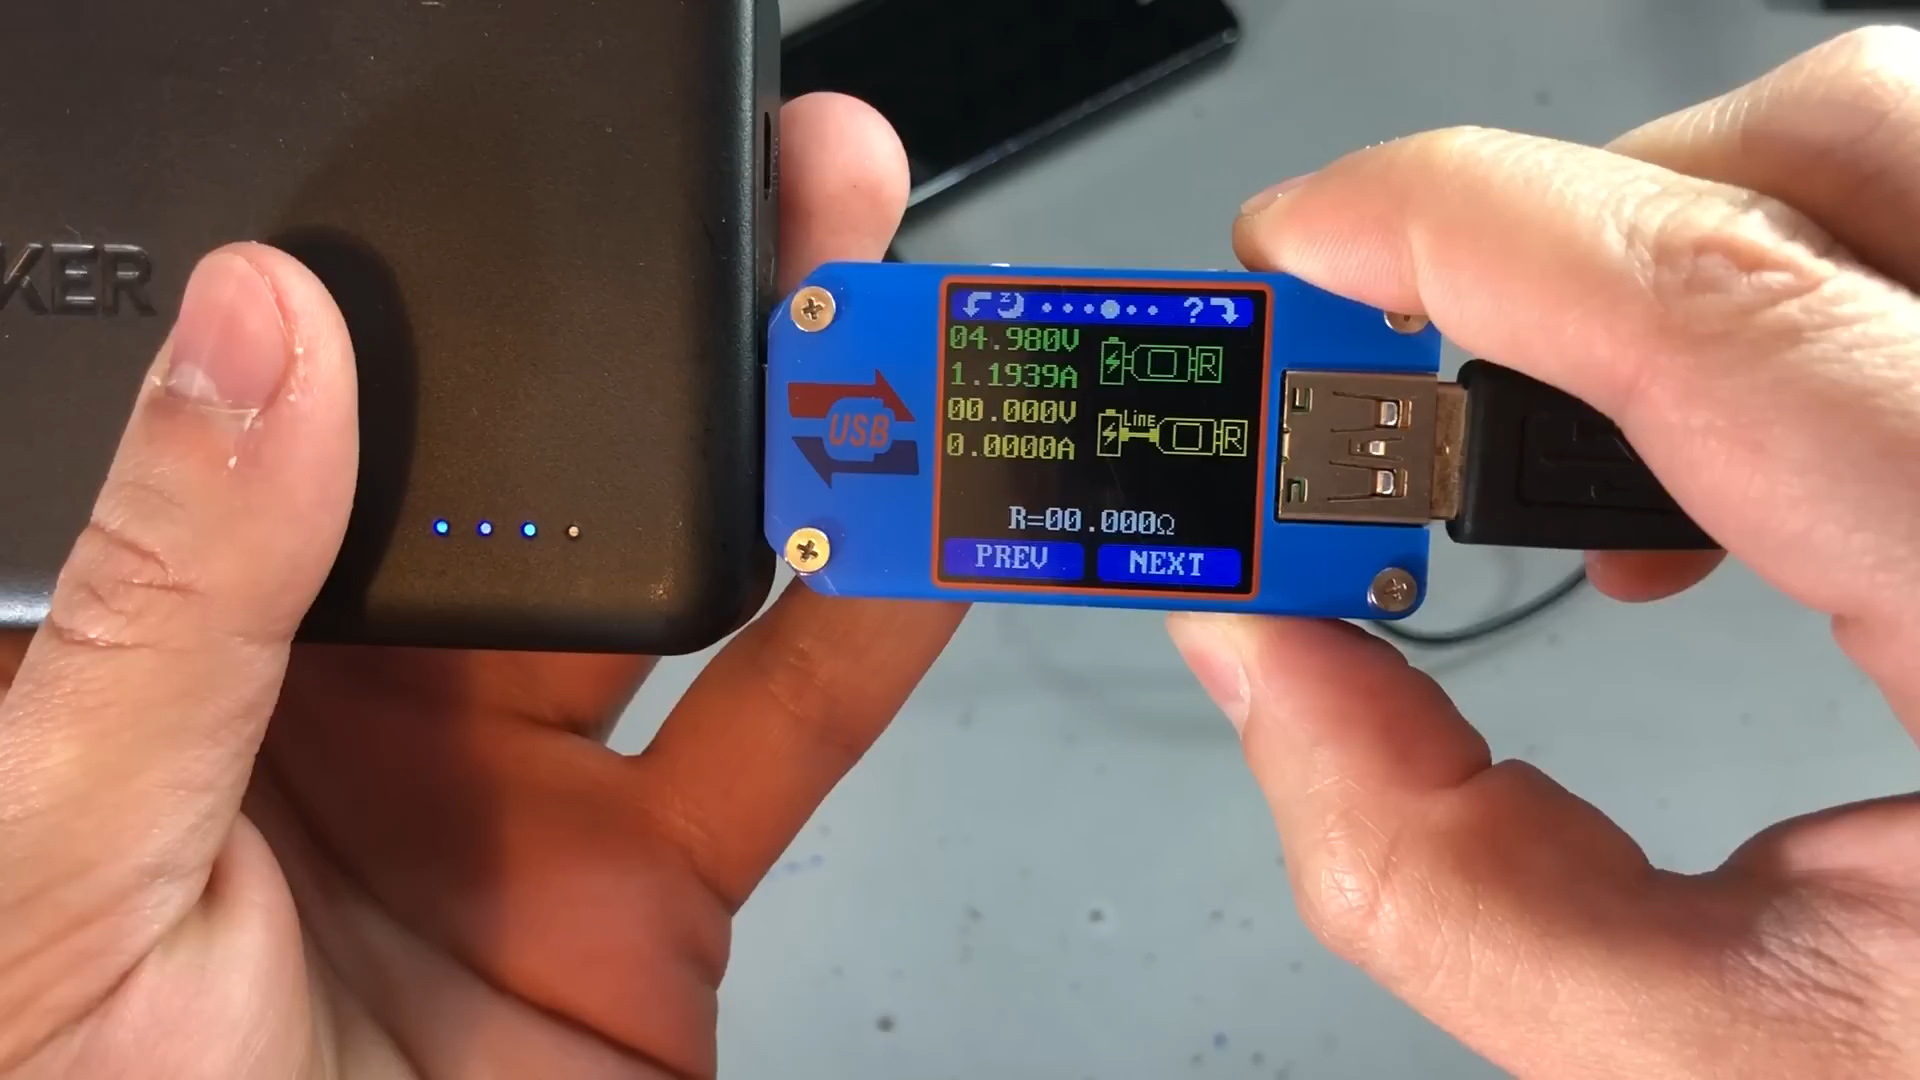 KER
USB
?
04.980V
1.1939A
R
00.000V
0.0000A
Line
R
R=00.000Ω
PREV
NEXT